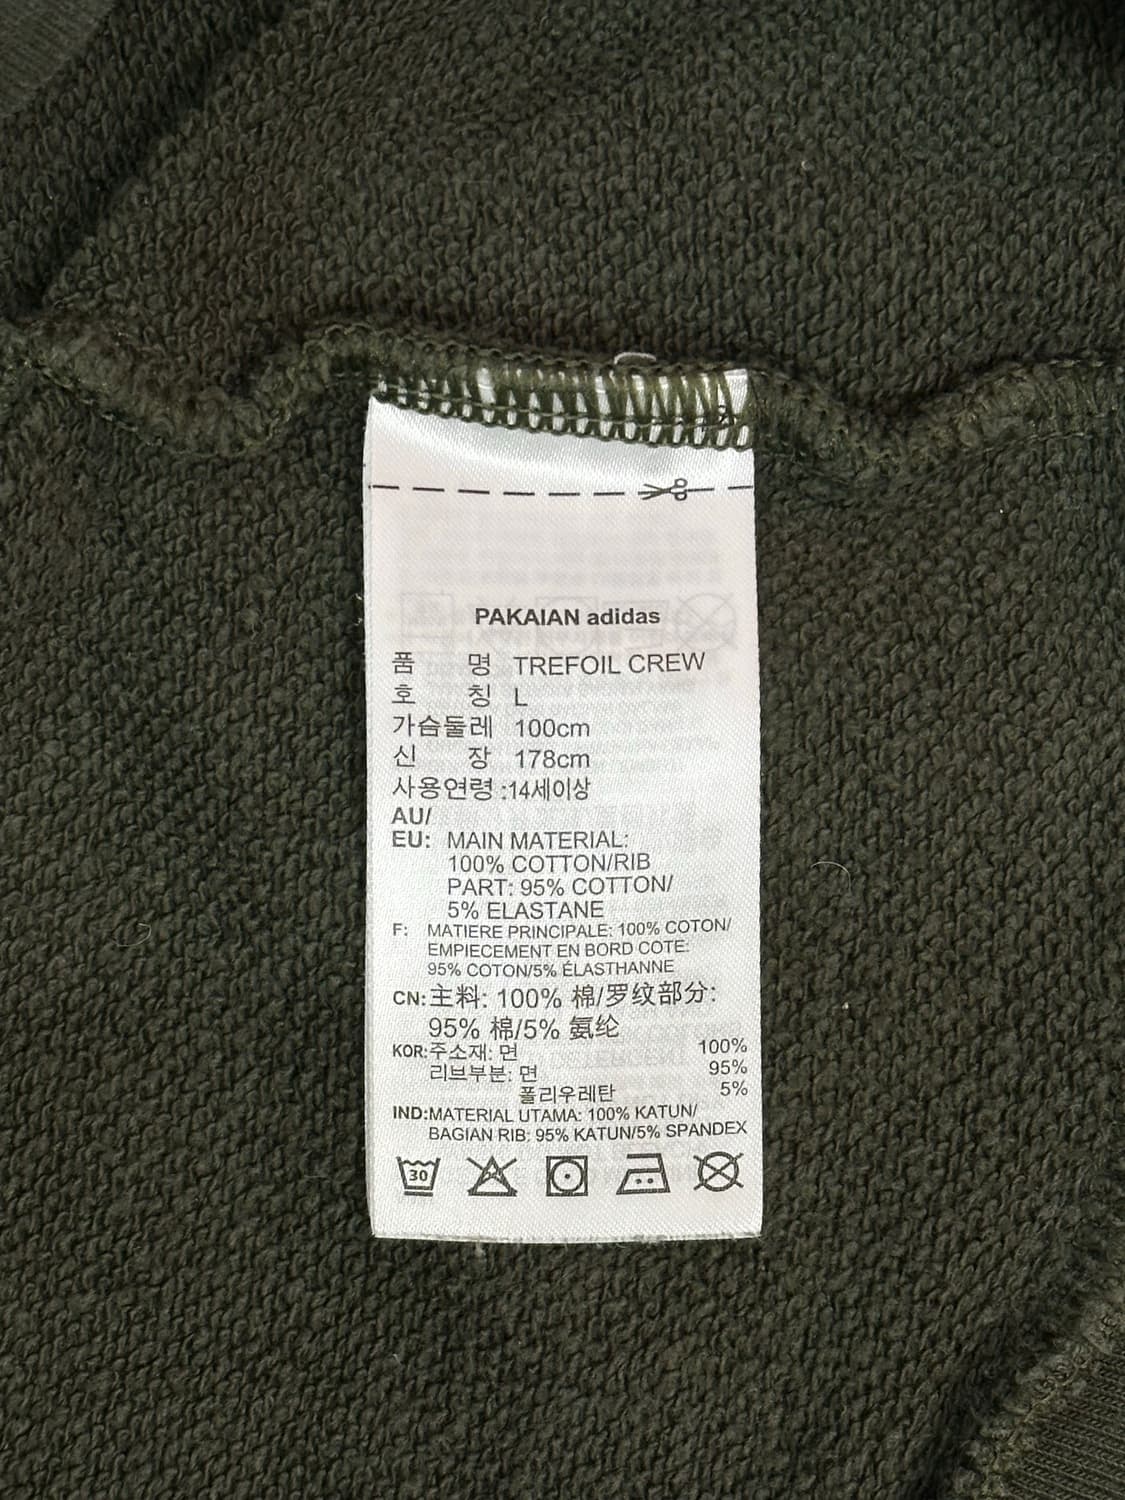 PAKAIAN adidas
품 명 TREFOIL CREW
호 칭 L
가슴둘레 100cm
신 장 178cm
사용연령 :14세이상
AU/
EU: MAIN MATERIAL:
100% COTTON/RIB
PART: 95% COTTON/
5% ELASTANE
F: MATIERE PRINCIPALE: 100% COTON/
EMPIECEMENT EN BORD COTE:
95% COTON/5% ÉLASTHANNE
CN: 主料: 100% 棉/罗纹部分:
95% 棉/5% 氨纶
KOR: 주소재: 면 100%
리브부분: 면 95%
폴리우레탄 5%
IND: MATERIAL UTAMA: 100% KATUN/
BAGIAN RIB: 95% KATUN/5% SPANDEX
30